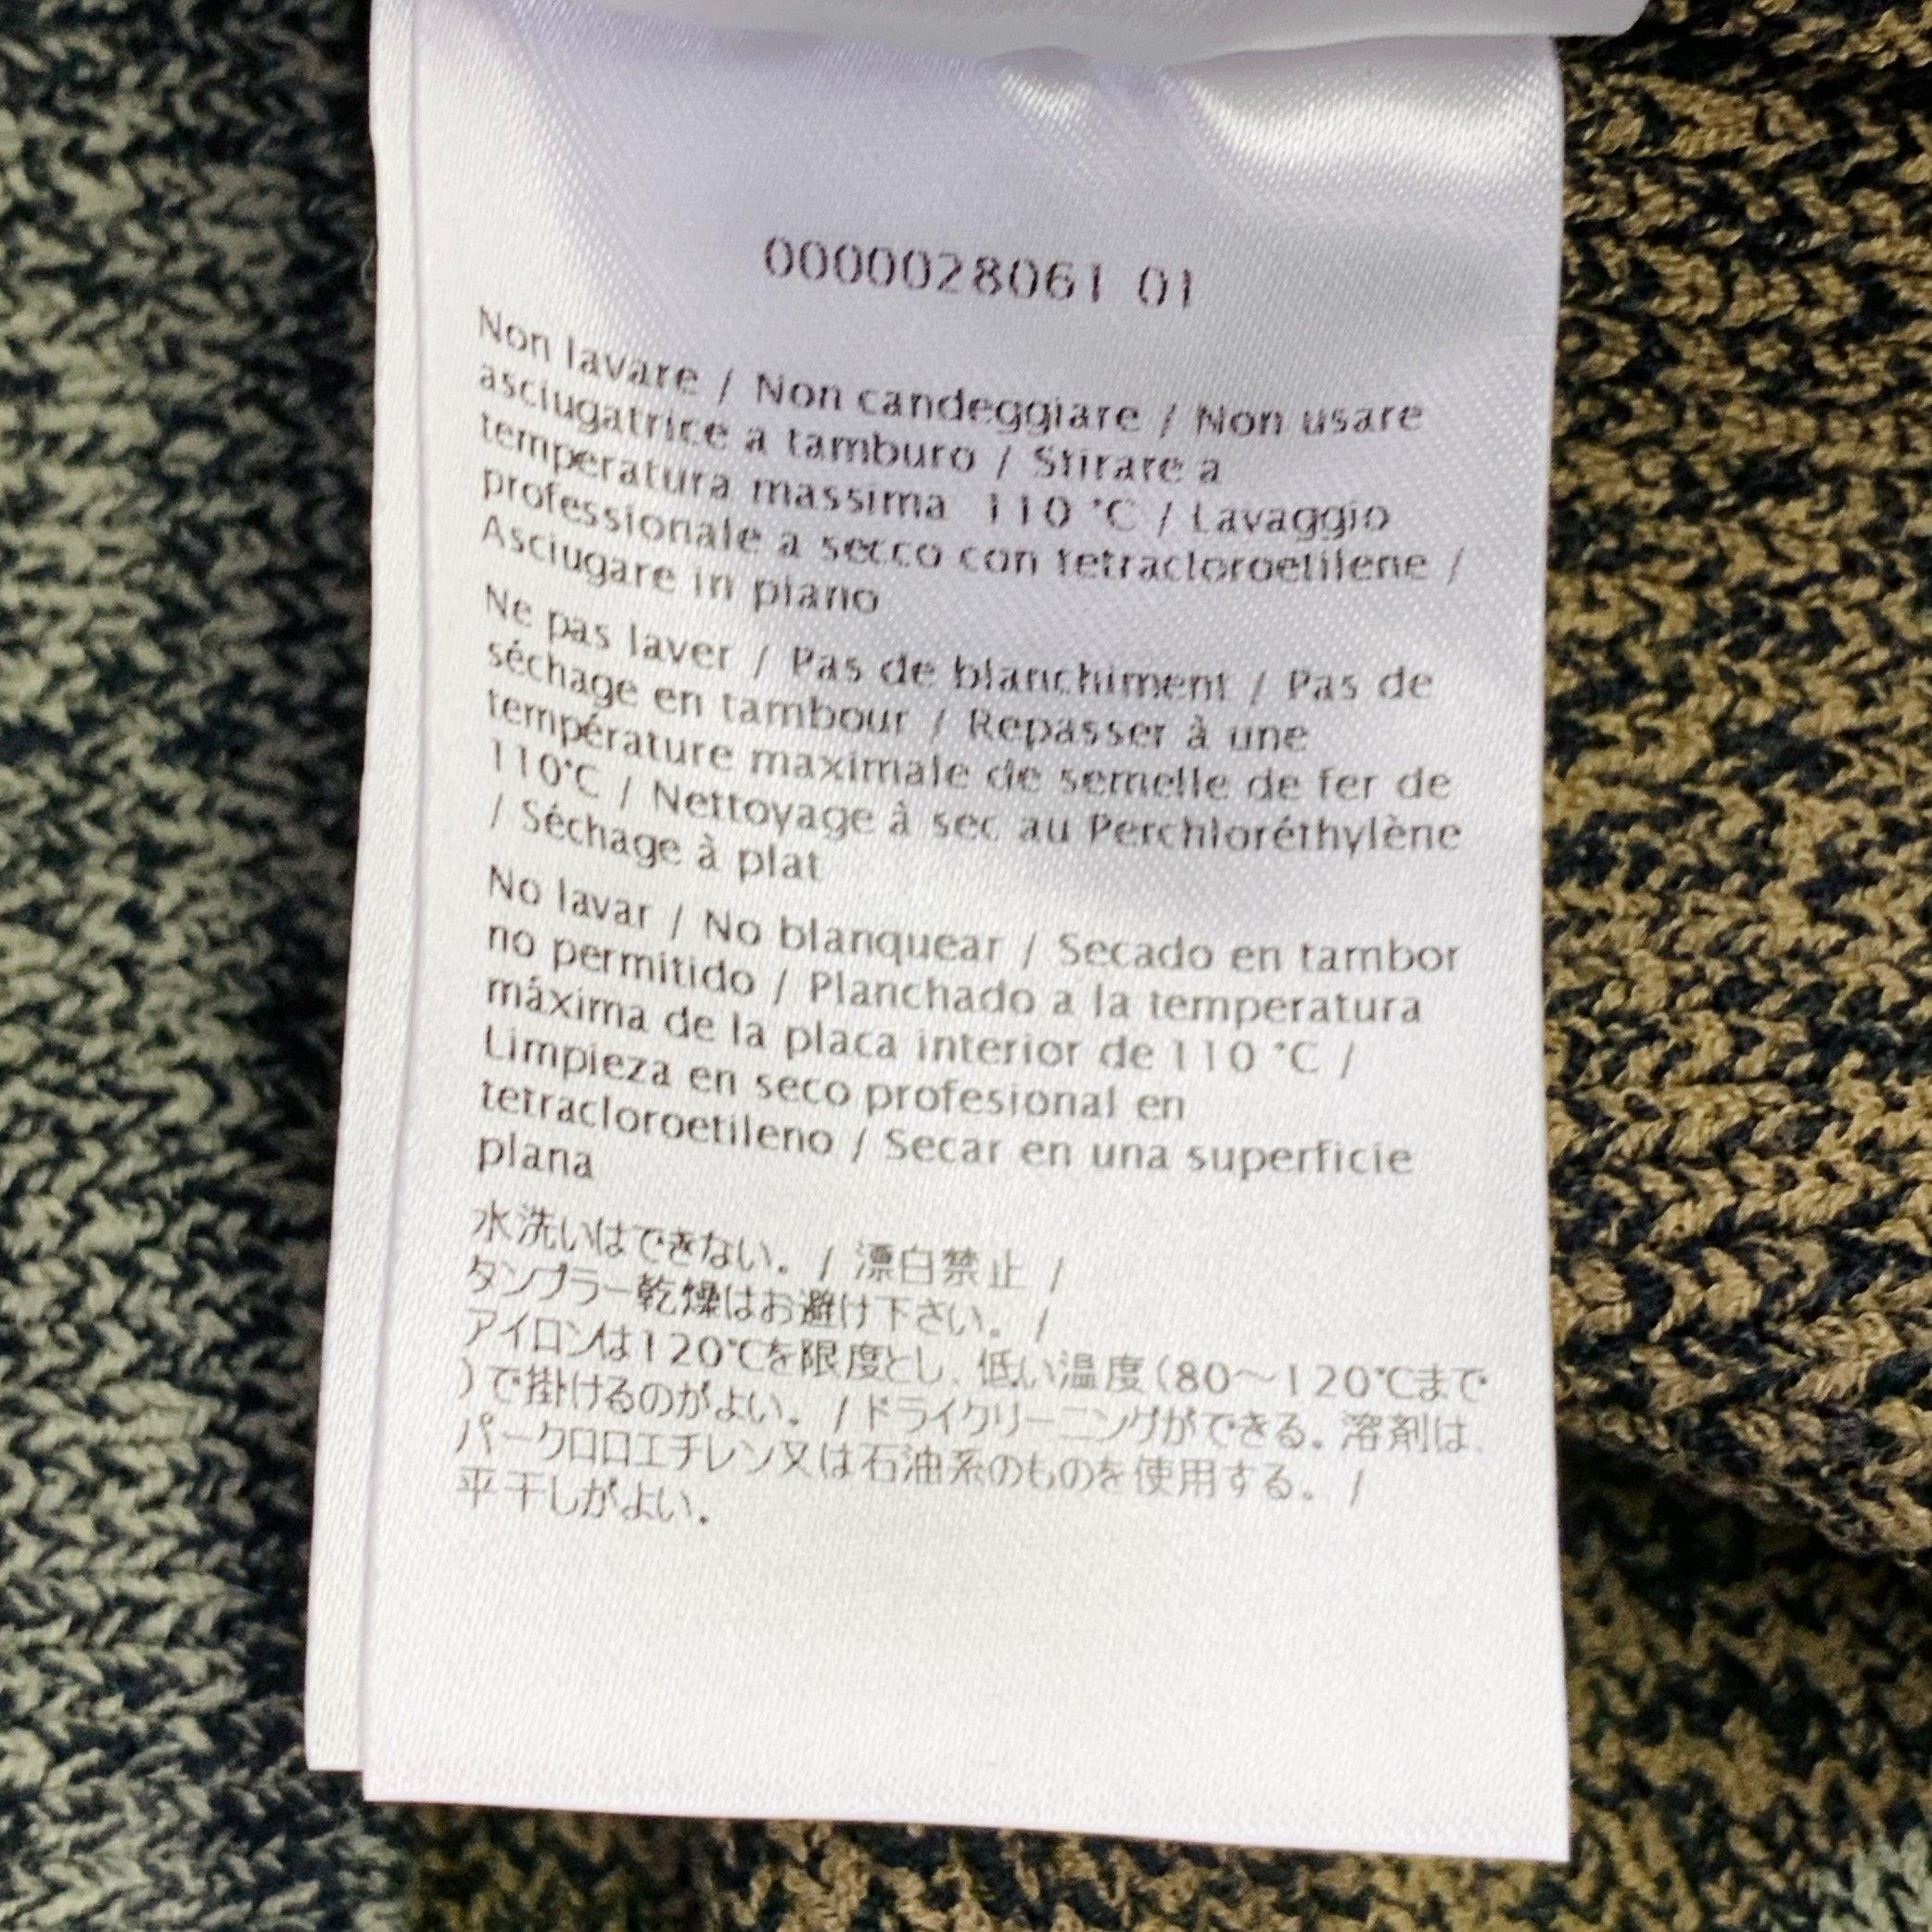 0000028061 01
Non lavare / Non candeggiare / Non usare
asciugatrice a tamburo / Stirare a
temperatura massima 110 °C / Lavaggio
professionale a secco con tetracloroetilene /
Asciugare in piano
Ne pas laver / Pas de blanchiment / Pas de
séchage en tambour / Repasser à une
température maximale de semelle de fer de
110°C / Nettoyage à sec au Perchloréthylène
/ Séchage à plat
No lavar / No blanquear / Secado en tambor
no permitido / Planchado a la temperatura
máxima de la placa interior de 110 °C /
Limpieza en seco profesional en
tetracloroetileno / Secar en una superficie
plana
水洗いはできない。/ 漂白禁止 /
タンブラー乾燥はお避け下さい。/
アイロンは120℃を限度とし、低い温度(80～120℃まで
)で掛けるのがよい。/ ドライクリーニングができる。溶剤は、
パークロロエチレン又は石油系のものを使用する。/
平干しがよい。